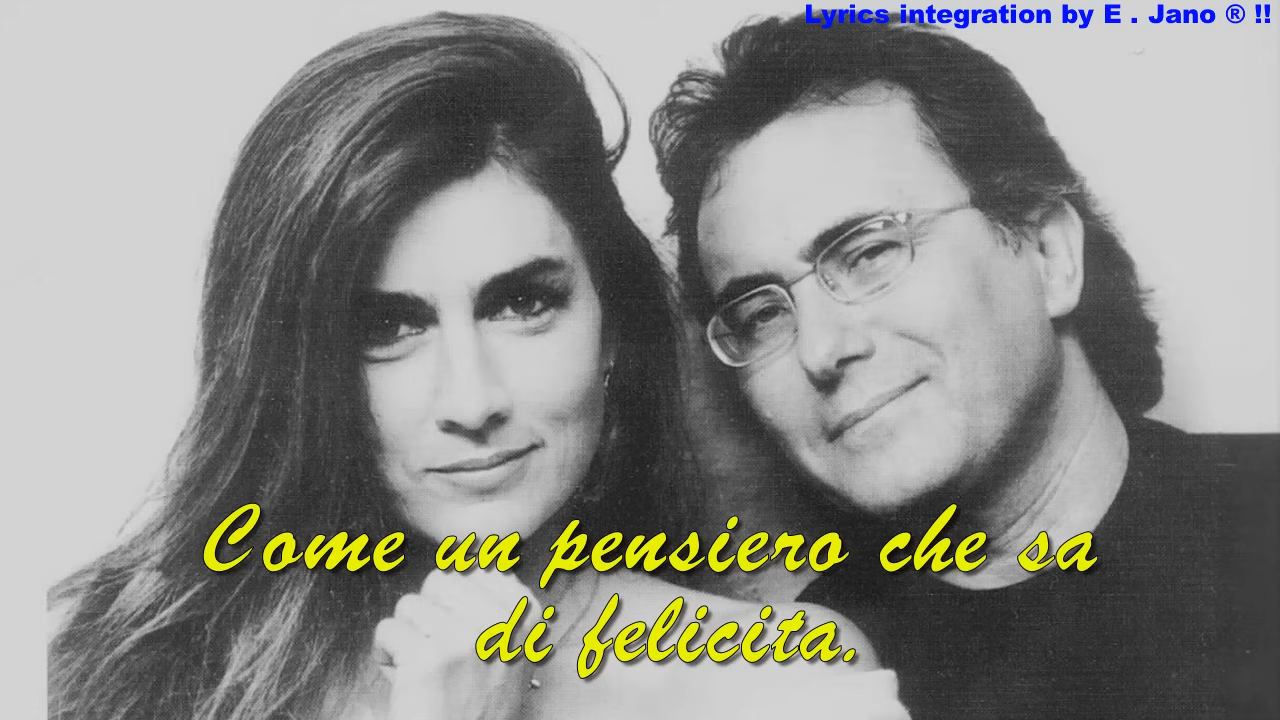 Lyrics integration by E . Jano ® !!
Come un pensiero che sa
di felicita.